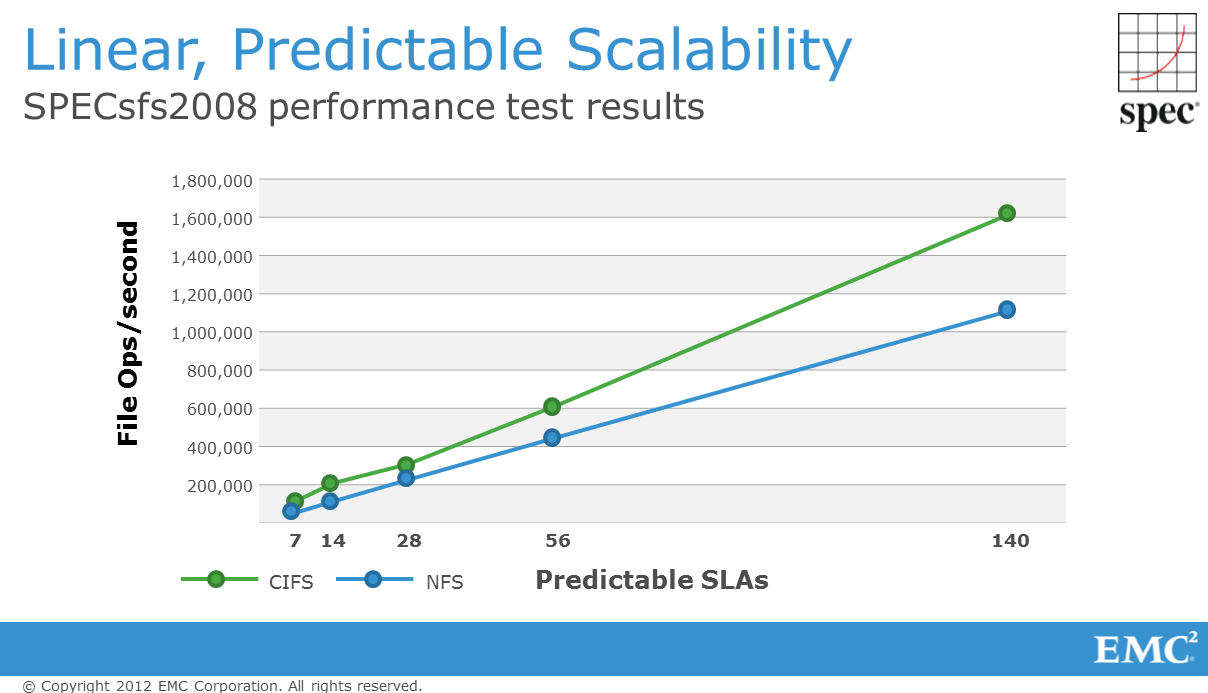 Linear, Predictable Scalability
SPECsfs2008 performance test results
spec®
File Ops/second
1,800,000
1,600,000
1,400,000
1,200,000
1,000,000
800,000
600,000
400,000
200,000
7 14 28 56 140
CIFS NFS Predictable SLAs
EMC²
© Copyright 2012 EMC Corporation. All rights reserved.